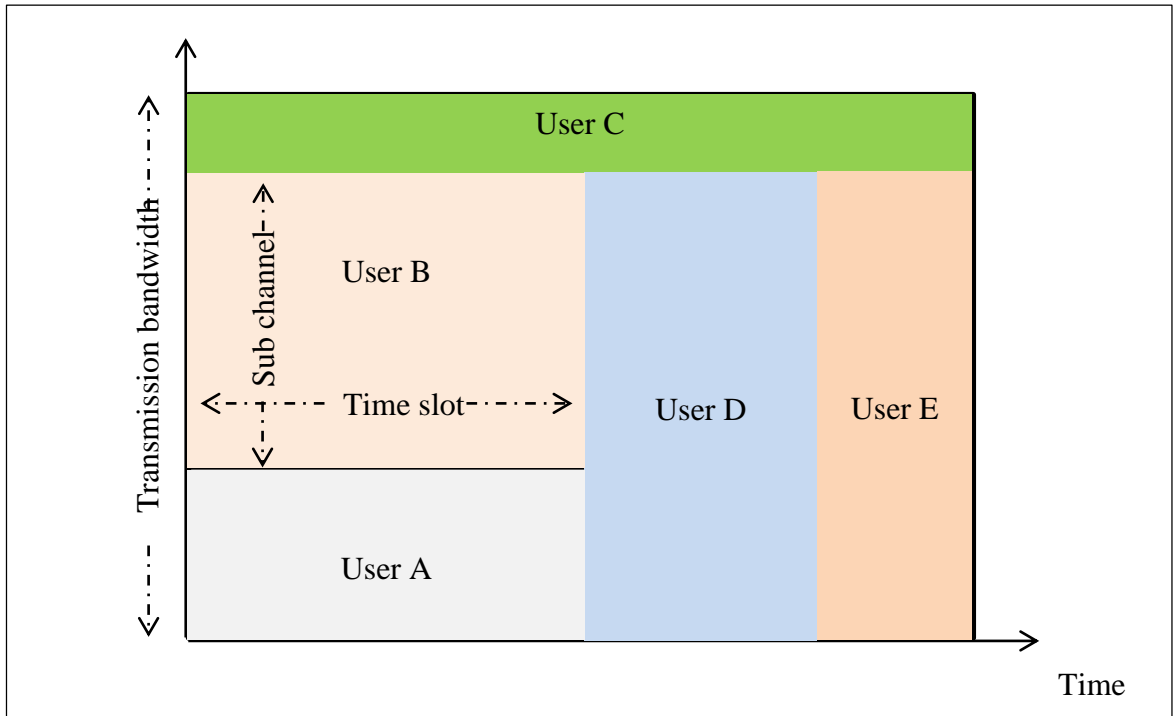 User C
Transmission bandwidth
Sub channel
User B
Time slot
User D
User E
User A
Time